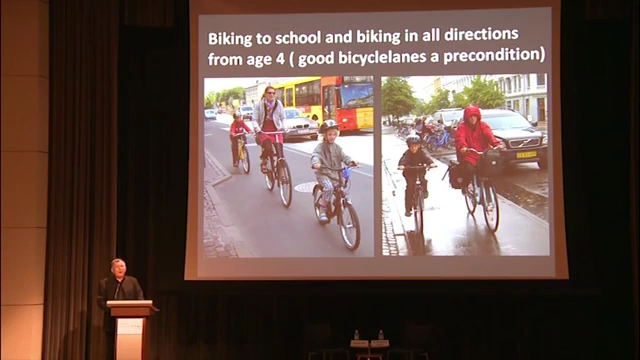 Biking to school and biking in all directions
from age 4 ( good bicyclelanes a precondition)